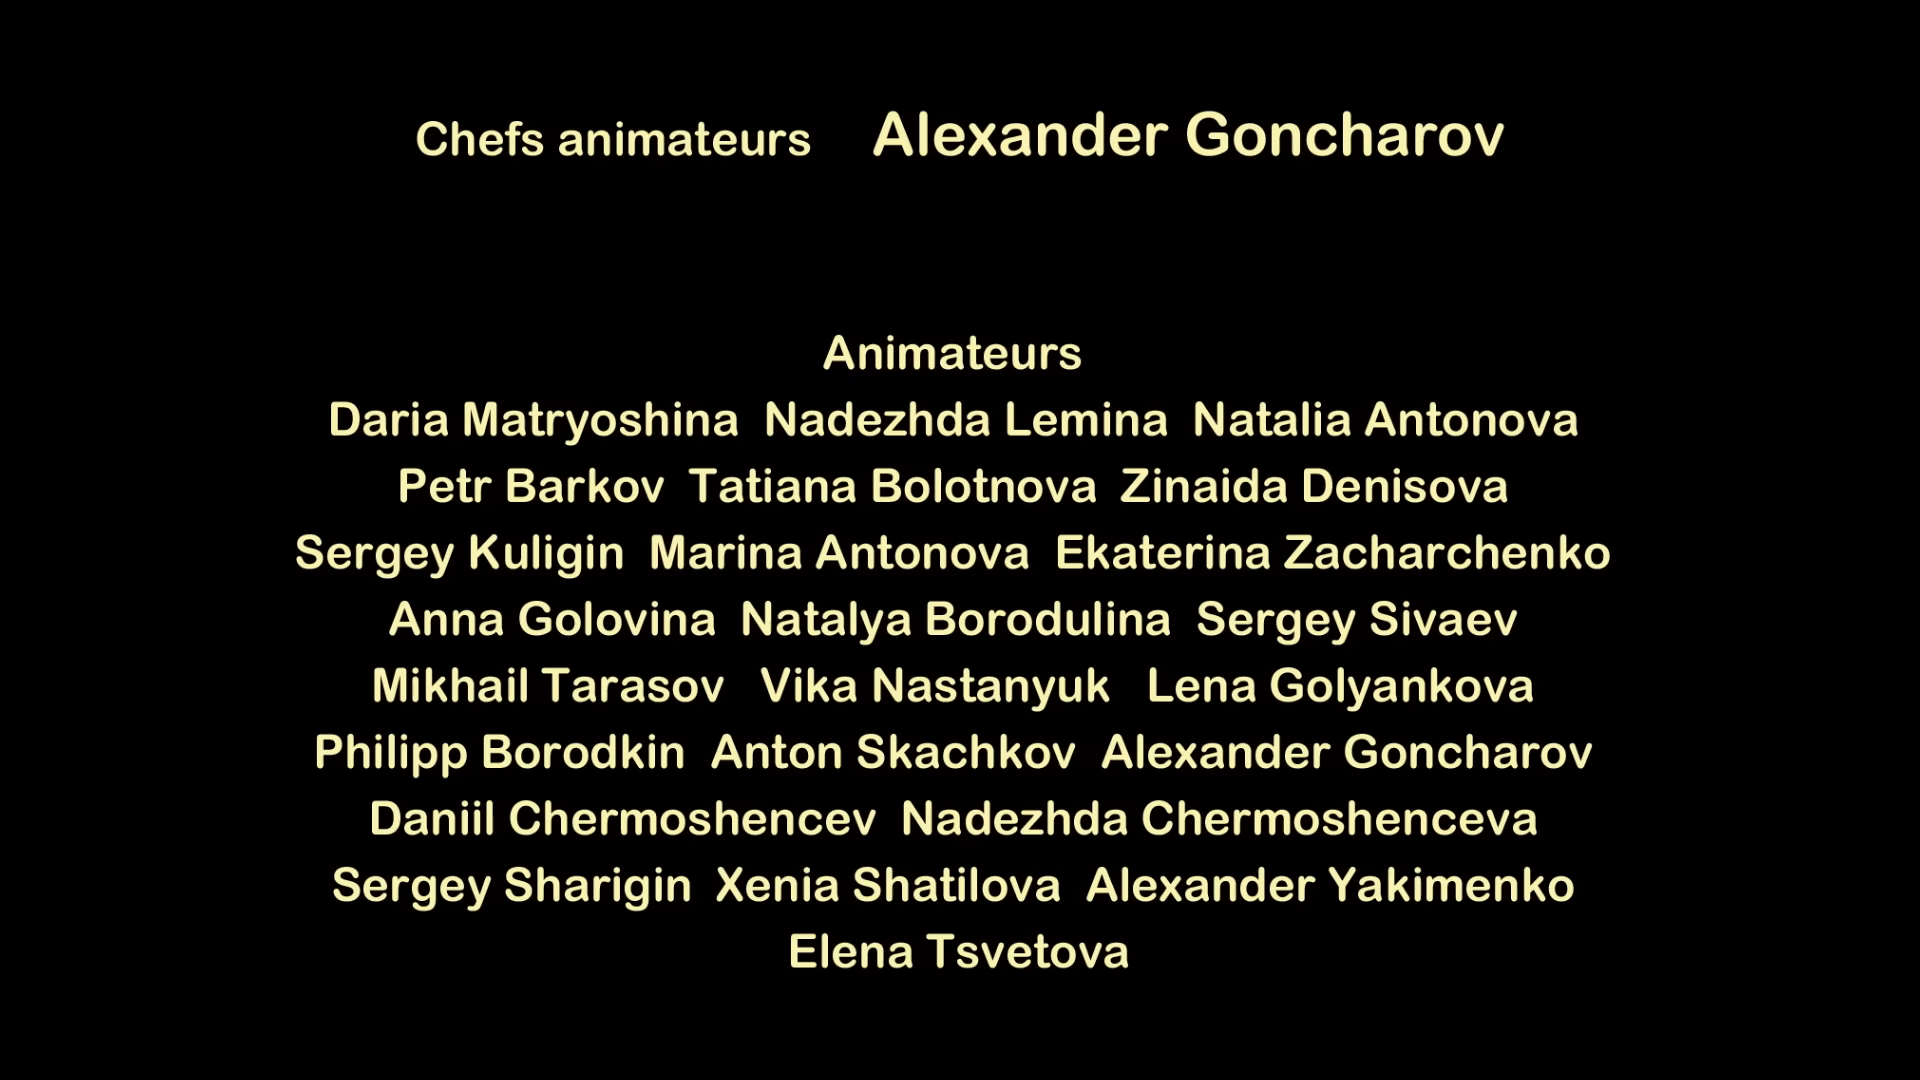 Chefs animateurs Alexander Goncharov
Animateurs
Daria Matryoshina Nadezhda Lemina Natalia Antonova
Petr Barkov Tatiana Bolotnova Zinaida Denisova
Sergey Kuligin Marina Antonova Ekaterina Zacharchenko
Anna Golovina Natalya Borodulina Sergey Sivaev
Mikhail Tarasov Vika Nastanyuk Lena Golyankova
Philipp Borodkin Anton Skachkov Alexander Goncharov
Daniil Chermoshencev Nadezhda Chermoshenceva
Sergey Sharigin Xenia Shatilova Alexander Yakimenko
Elena Tsvetova